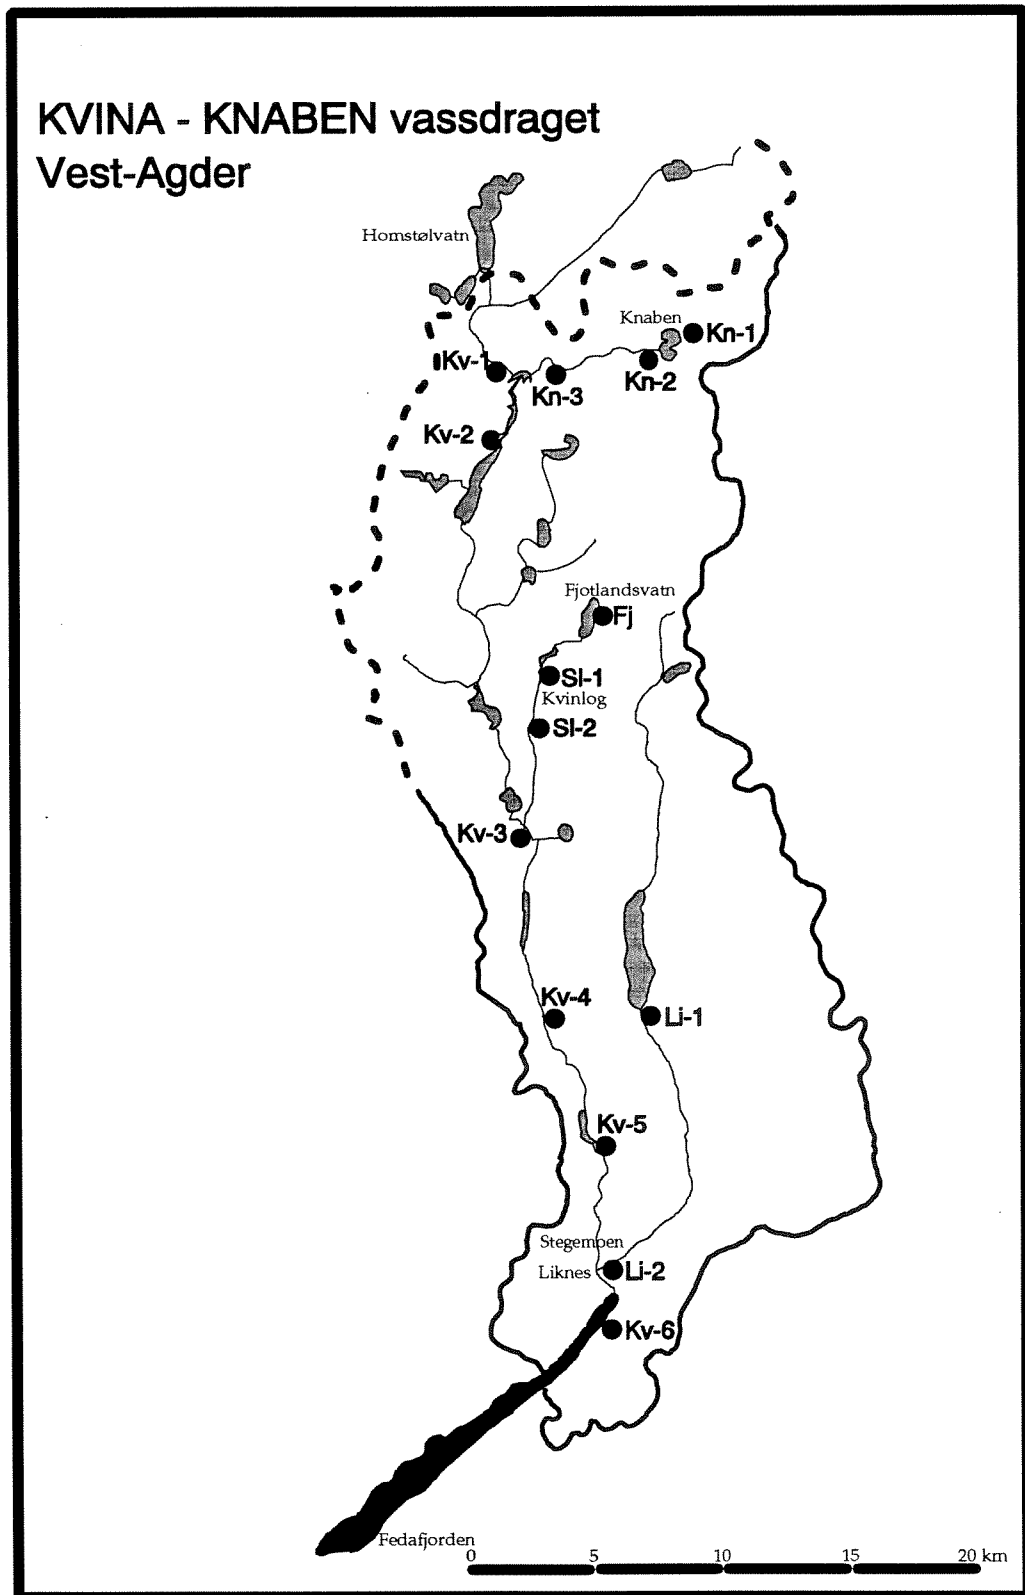 KVINA - KNABEN vassdraget
Vest-Agder
Homstølvatn
Knaben
Kn-1
Kv-1
Kn-2
Kn-3
Kv-2
Fjotlandsvatn
Fj
Sl-1
Kvinlog
Sl-2
Kv-3
Kv-4
Li-1
Kv-5
Stegemoen
Liknes
Li-2
Kv-6
Fedafjorden
0 5 10 15 20 km